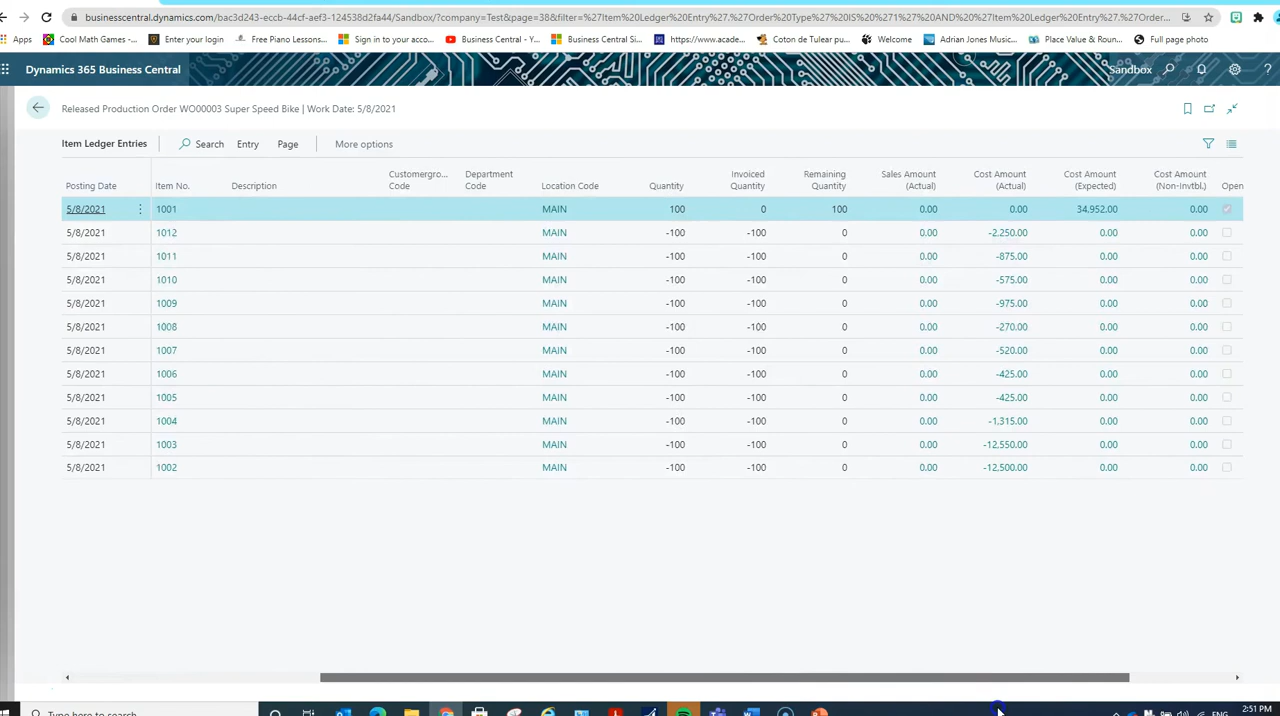 businesscentral.dynamics.com/bac3d243-eccb-44cf-aef3-124538d2fa44/Sandbox/?company=Test&page=38&filter=%27Item%20Ledger%20Entry%27.%27Order%20Type%27%20IS%20%271%27%20AND%20%27Item%20Ledger%20Entry%27.%27Order%20...
Apps Cool Math Games -... Enter your login Free Piano Lessons... Sign in to your acco... Business Central - Y... Business Central Si... https://www.acade... Coton de Tulear pu... Welcome Adrian Jones Music... Place Value & Roun... Full page photo
Dynamics 365 Business Central Sandbox
Released Production Order WO00003 Super Speed Bike | Work Date: 5/8/2021
Item Ledger Entries Search Entry Page More options
Posting Date Item No. Description Customergro... Code Department Code Location Code Quantity Invoiced Quantity Remaining Quantity Sales Amount (Actual) Cost Amount (Actual) Cost Amount (Expected) Cost Amount (Non-Invtbl.) Open
5/8/2021 1001 MAIN 100 0 100 0.00 0.00 34,952.00 0.00
5/8/2021 1012 MAIN -100 -100 0 0.00 -2,250.00 0.00 0.00
5/8/2021 1011 MAIN -100 -100 0 0.00 -875.00 0.00 0.00
5/8/2021 1010 MAIN -100 -100 0 0.00 -575.00 0.00 0.00
5/8/2021 1009 MAIN -100 -100 0 0.00 -975.00 0.00 0.00
5/8/2021 1008 MAIN -100 -100 0 0.00 -270.00 0.00 0.00
5/8/2021 1007 MAIN -100 -100 0 0.00 -520.00 0.00 0.00
5/8/2021 1006 MAIN -100 -100 0 0.00 -425.00 0.00 0.00
5/8/2021 1005 MAIN -100 -100 0 0.00 -425.00 0.00 0.00
5/8/2021 1004 MAIN -100 -100 0 0.00 -1,315.00 0.00 0.00
5/8/2021 1003 MAIN -100 -100 0 0.00 -12,550.00 0.00 0.00
5/8/2021 1002 MAIN -100 -100 0 0.00 -12,500.00 0.00 0.00
2:51 PM
Type here to search ENG